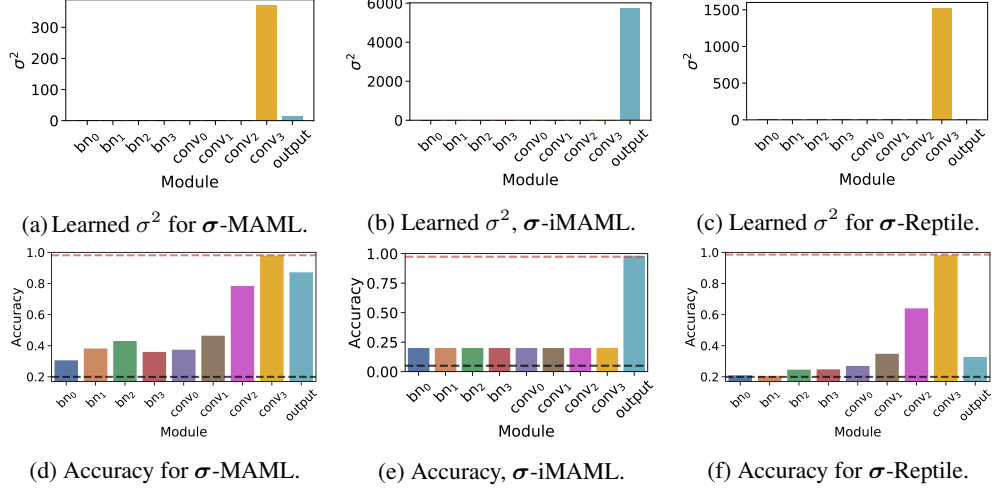 300
200
100
0
σ²
bn₀ bn₁ bn₂ bn₃ conv₀ conv₁ conv₂ conv₃ output
Module
6000
4000
2000
0
σ²
bn₀ bn₁ bn₂ bn₃ conv₀ conv₁ conv₂ conv₃ output
Module
1500
1000
500
0
σ²
bn₀ bn₁ bn₂ bn₃ conv₀ conv₁ conv₂ conv₃ output
Module
(a) Learned σ² for σ-MAML.
(b) Learned σ², σ-iMAML.
(c) Learned σ² for σ-Reptile.
1.0
0.8
0.6
0.4
0.2
Accuracy
bn₀ bn₁ bn₂ bn₃ conv₀ conv₁ conv₂ conv₃ output
Module
1.00
0.75
0.50
0.25
0.00
Accuracy
bn₀ bn₁ bn₂ bn₃ conv₀ conv₁ conv₂ conv₃ output
Module
1.0
0.8
0.6
0.4
0.2
Accuracy
bn₀ bn₁ bn₂ bn₃ conv₀ conv₁ conv₂ conv₃ output
Module
(d) Accuracy for σ-MAML.
(e) Accuracy, σ-iMAML.
(f) Accuracy for σ-Reptile.